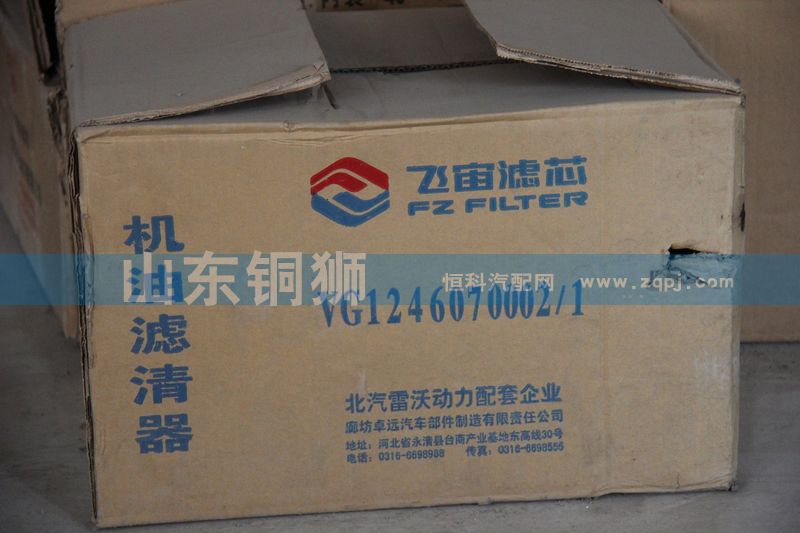 飞宙滤芯
FZ FILTER
机油滤清器
山东铜狮
恒科汽配网 www.zqpj.com
VG1246070002/1
北汽雷沃动力配套企业
廊坊卓远汽车部件制造有限责任公司
地址：河北省永清县台商产业基地东高线30号
电话：0316-6698988 传真：0316-6698556